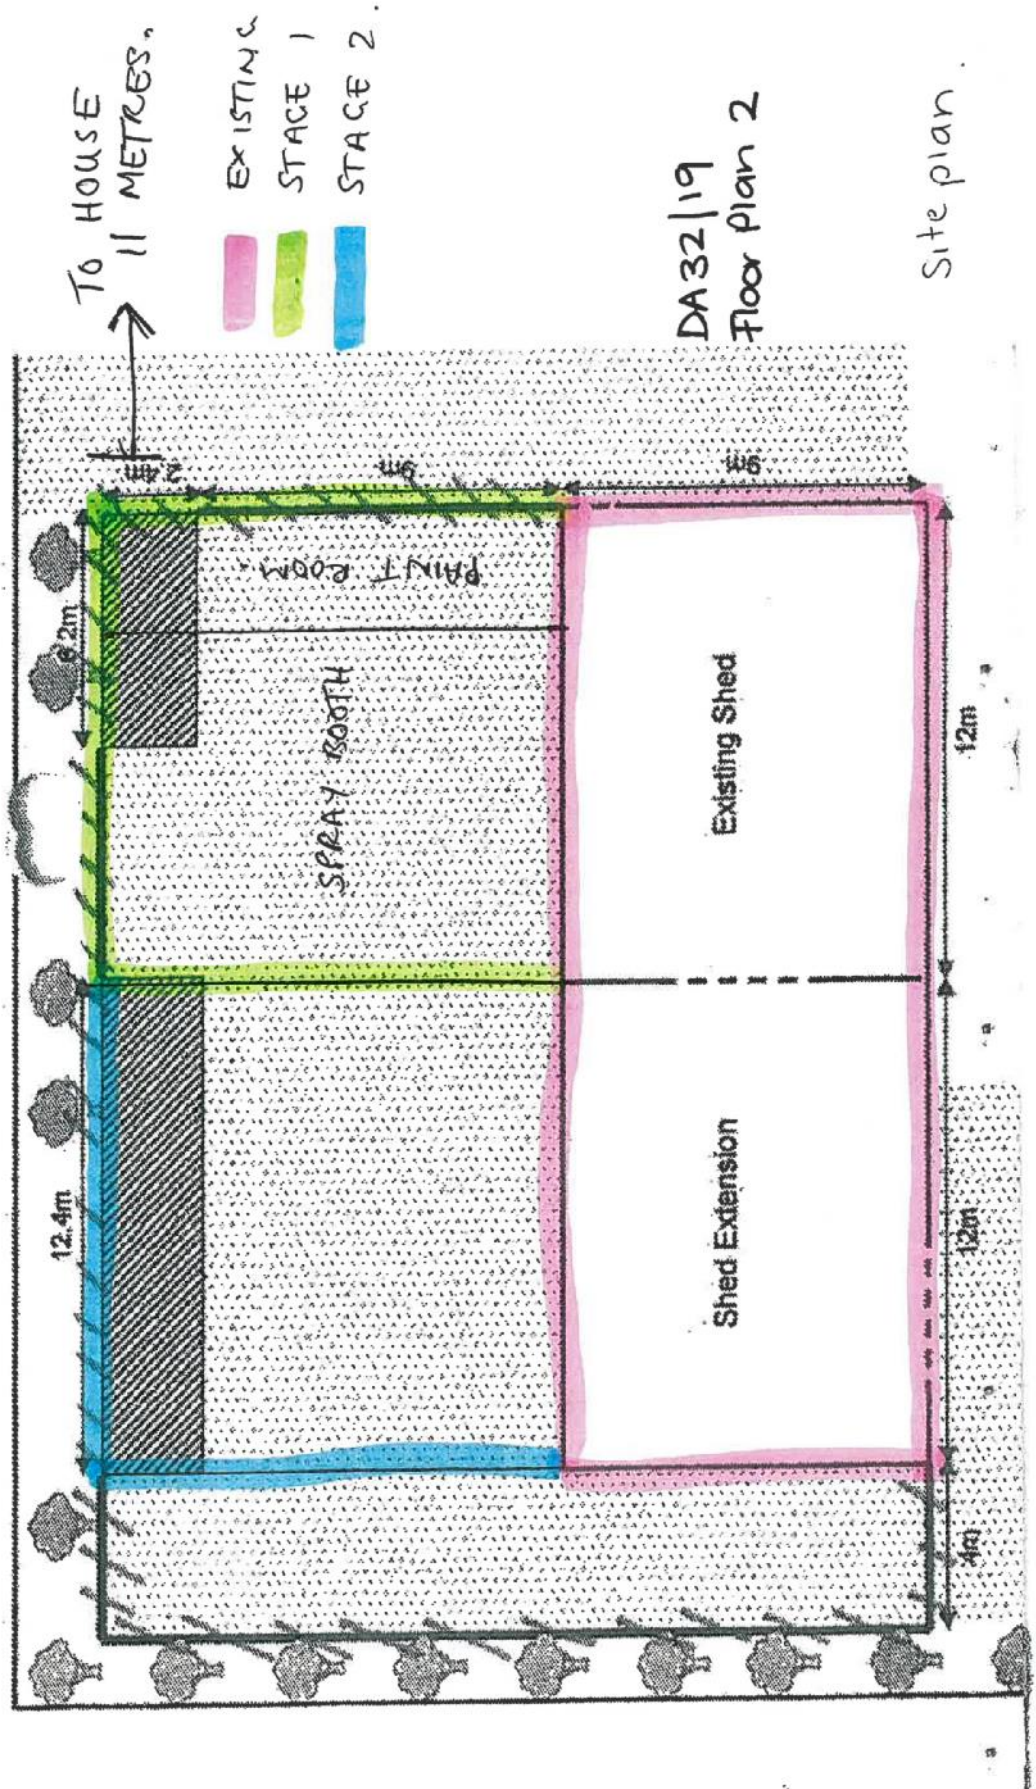 TO HOUSE
11 METRES.
EXISTING
STAGE 1
STAGE 2.
DA32/19
Floor Plan 2
Site plan.
12.4m
2.4m
9m
9m
PAINT ROOM.
SPRAY BOOTH
Shed Extension
Existing Shed
4m
12m
12m